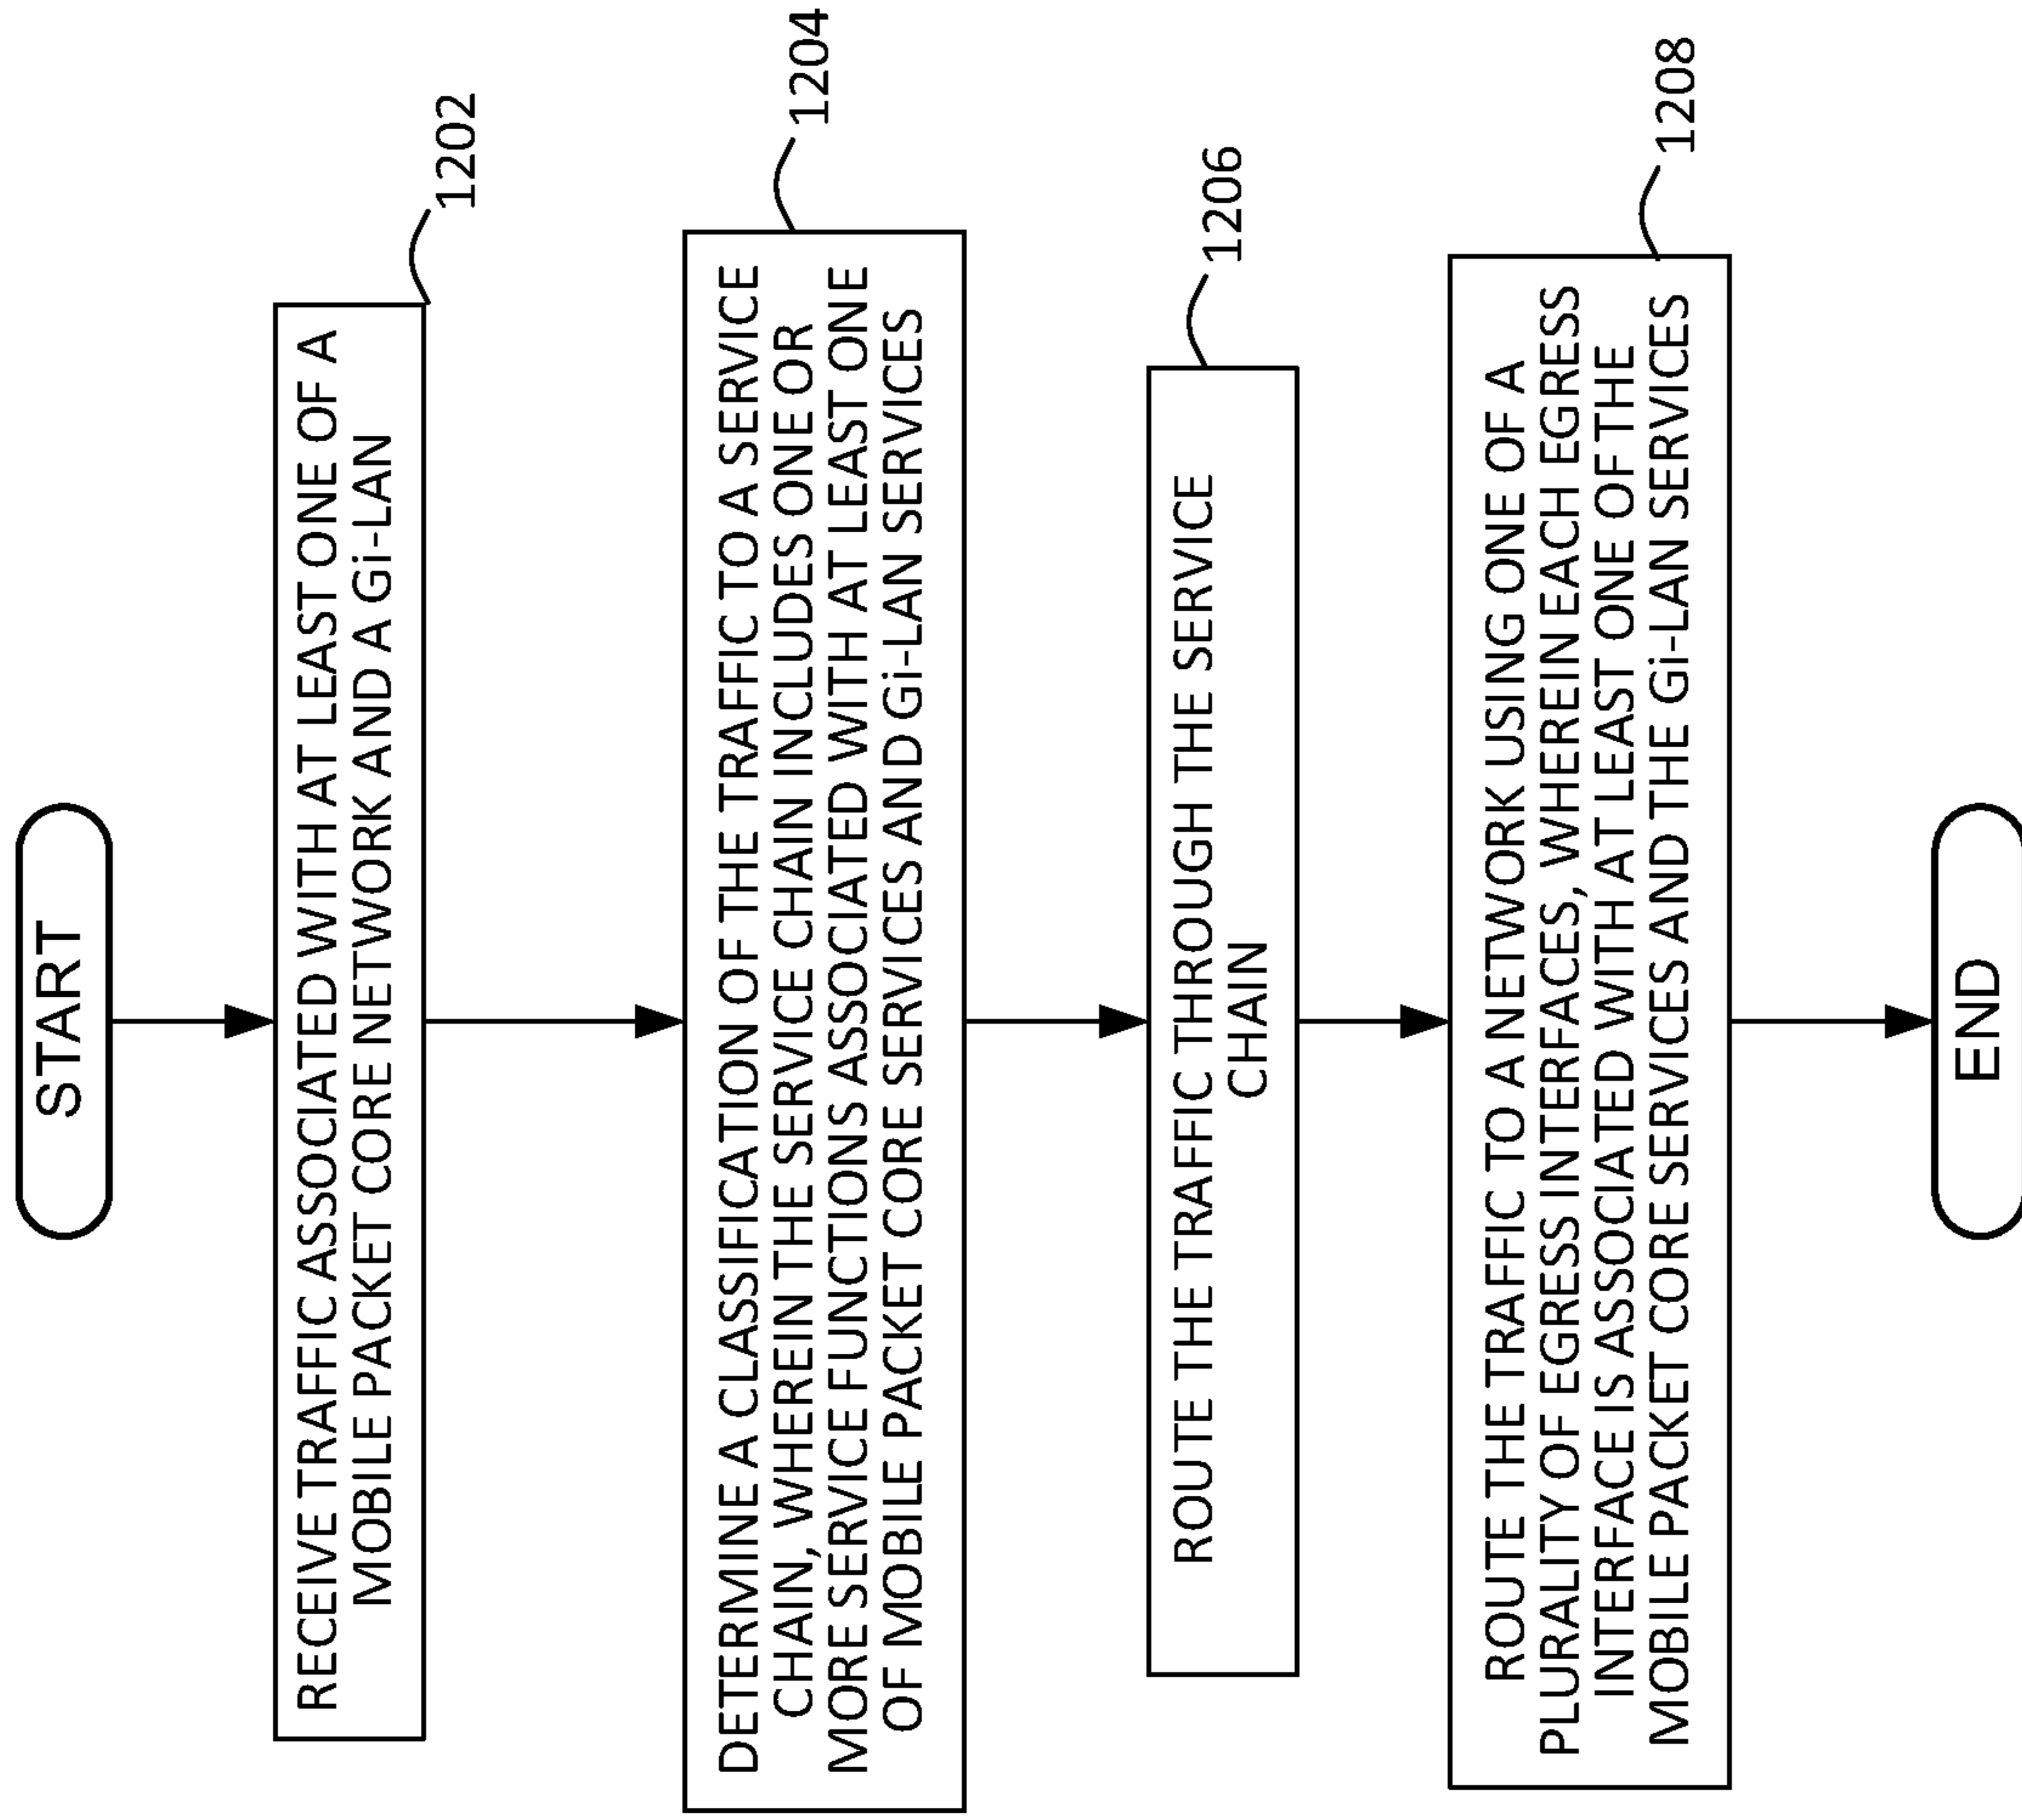 START
RECEIVE TRAFFIC ASSOCIATED WITH AT LEAST ONE OF A
MOBILE PACKET CORE NETWORK AND A Gi-LAN
1202
DETERMINE A CLASSIFICATION OF THE TRAFFIC TO A SERVICE
CHAIN, WHEREIN THE SERVICE CHAIN INCLUDES ONE OR
MORE SERVICE FUNCTIONS ASSOCIATED WITH AT LEAST ONE
OF MOBILE PACKET CORE SERVICES AND Gi-LAN SERVICES
1204
ROUTE THE TRAFFIC THROUGH THE SERVICE
CHAIN
1206
ROUTE THE TRAFFIC TO A NETWORK USING ONE OF A
PLURALITY OF EGRESS INTERFACES, WHEREIN EACH EGRESS
INTERFACE IS ASSOCIATED WITH AT LEAST ONE OF THE
MOBILE PACKET CORE SERVICES AND THE Gi-LAN SERVICES
1208
END